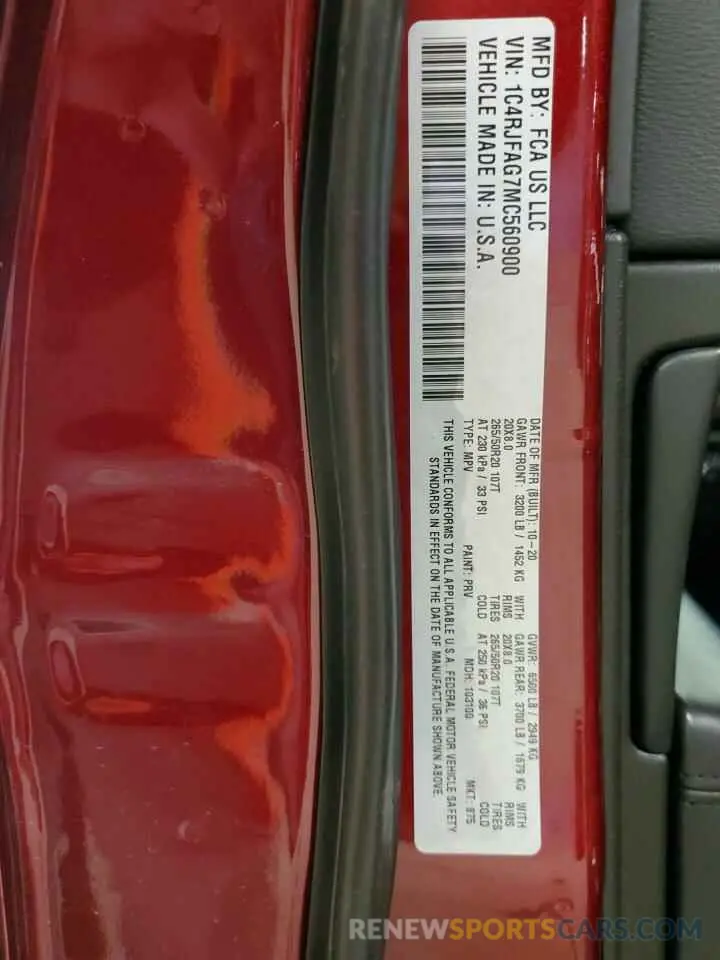 MFD BY: FCA US LLC
VIN: 1C4RJFAG7MC560900
VEHICLE MADE IN: U.S.A.
DATE OF MFR (BUILT): 10-20 GVWR: 6500 LB / 2949 KG
GAWR FRONT: 3200 LB / 1452 KG WITH GAWR REAR: 3700 LB / 1679 KG WITH
20X8.0 RIMS 20X8.0 RIMS
265/50R20 107T TIRES 265/50R20 107T TIRES
AT 230 kPa / 33 PSI COLD AT 250 kPa / 36 PSI COLD
TYPE: MPV PAINT: PRV MDH: 103109 MKT: 875
THIS VEHICLE CONFORMS TO ALL APPLICABLE U.S.A. FEDERAL MOTOR VEHICLE SAFETY
STANDARDS IN EFFECT ON THE DATE OF MANUFACTURE SHOWN ABOVE.
RENEWSPORTSCARS.COM